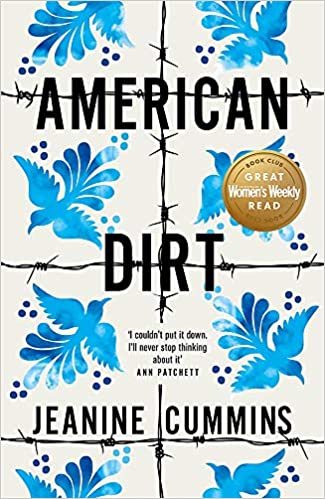 AMERICAN
BOOK CLUB
GREAT
Women's Weekly
READ
DIRT
'I couldn't put it down.
I'll never stop thinking
about it'
ANN PATCHETT
JEANINE CUMMINS